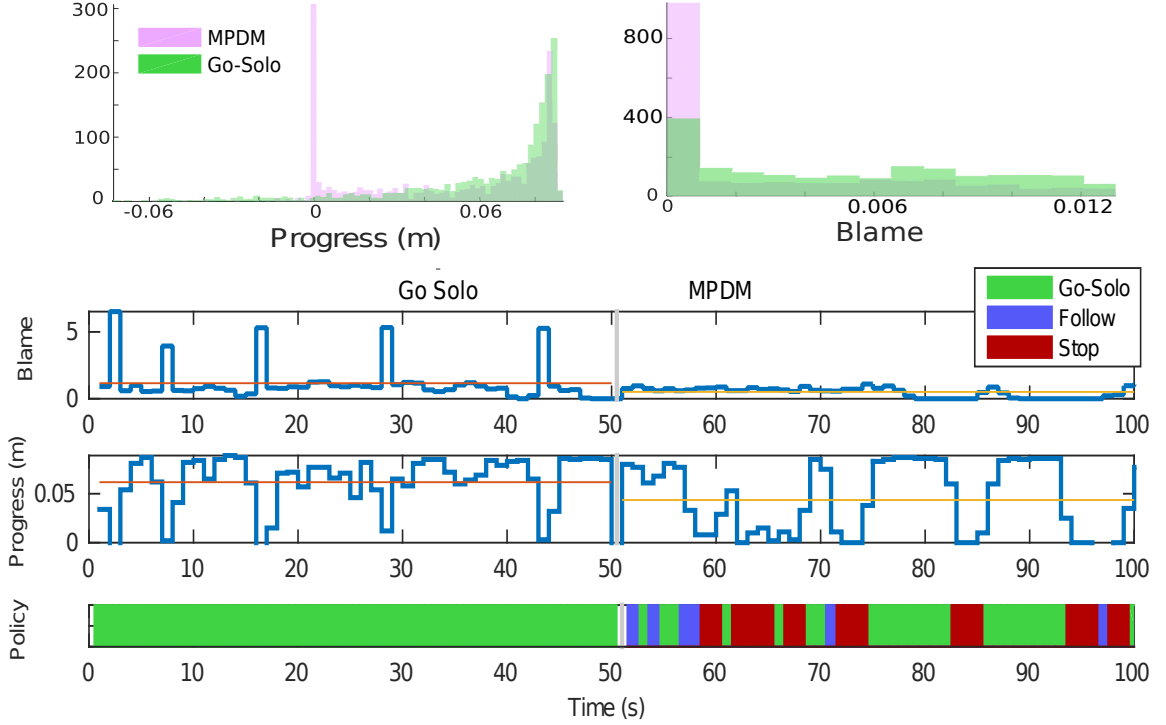 300
200
100
0
MPDM
Go-Solo
-0.06 0 0.06
Progress (m)
800
400
0
0 0.006 0.012
Blame
Go Solo MPDM
Go-Solo
Follow
Stop
Blame
5
0
0 10 20 30 40 50 60 70 80 90 100
Progress (m)
0.05
0
0 10 20 30 40 50 60 70 80 90 100
Policy
0 10 20 30 40 50 60 70 80 90 100
Time (s)